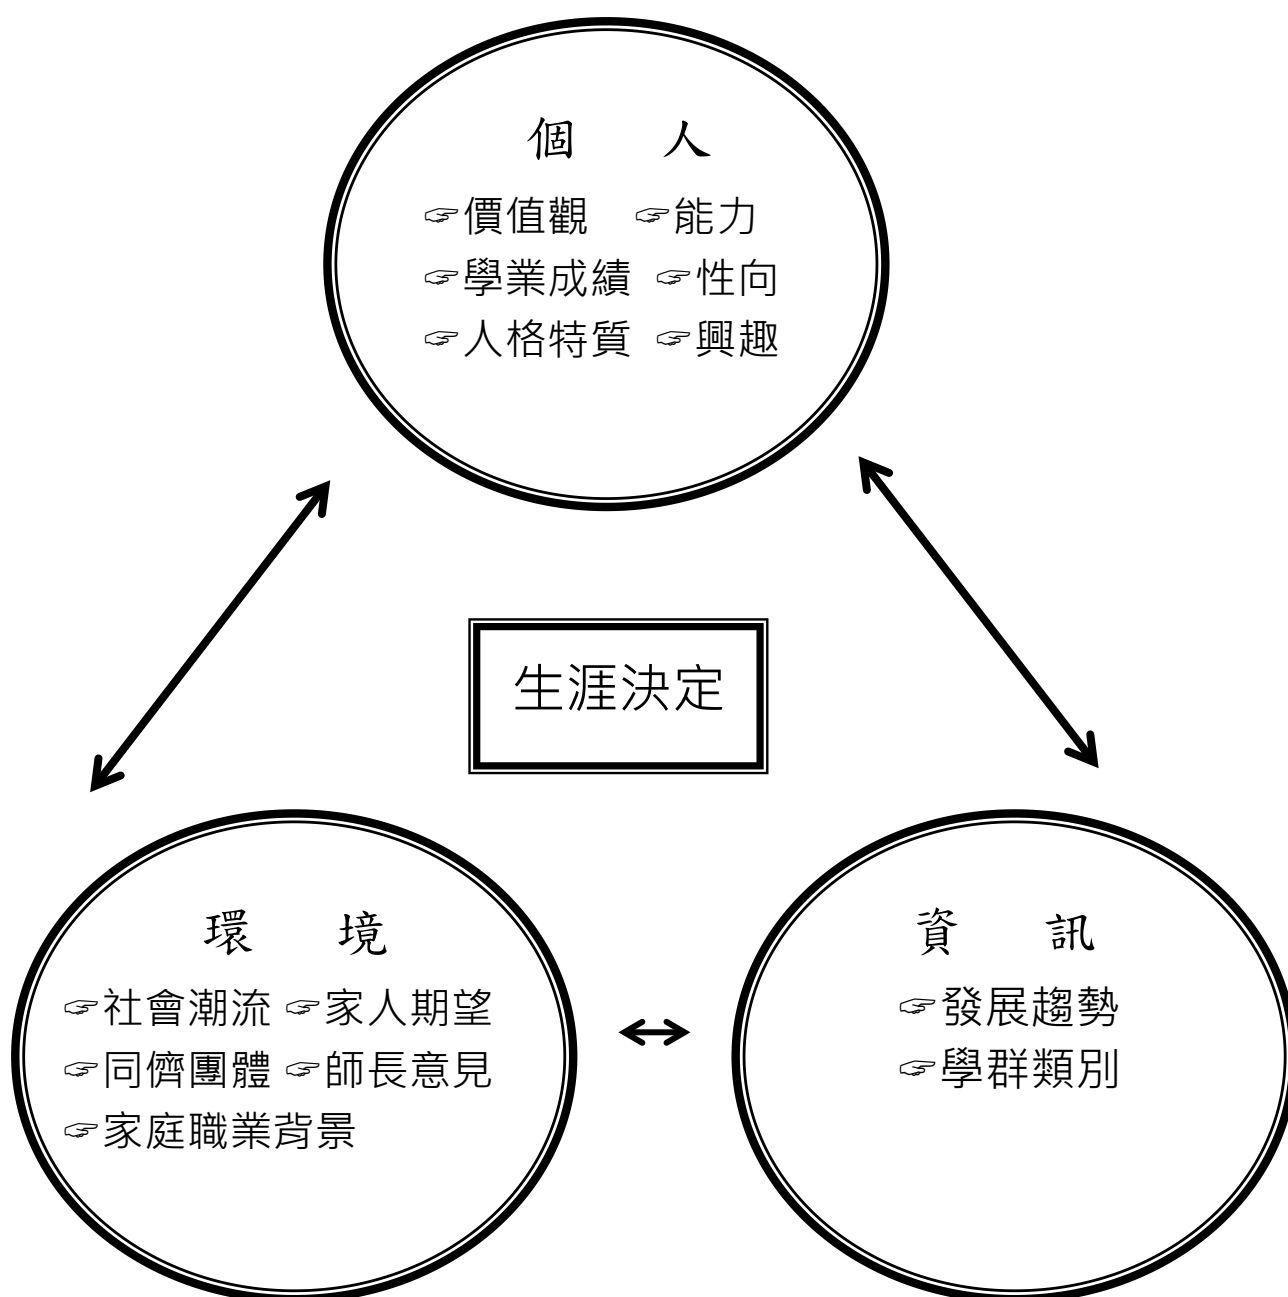 個 人
☞價值觀 ☞能力
☞學業成績 ☞性向
☞人格特質 ☞興趣
生涯決定
環 境
☞社會潮流 ☞家人期望
☞同儕團體 ☞師長意見
☞家庭職業背景
資 訊
☞發展趨勢
☞學群類別